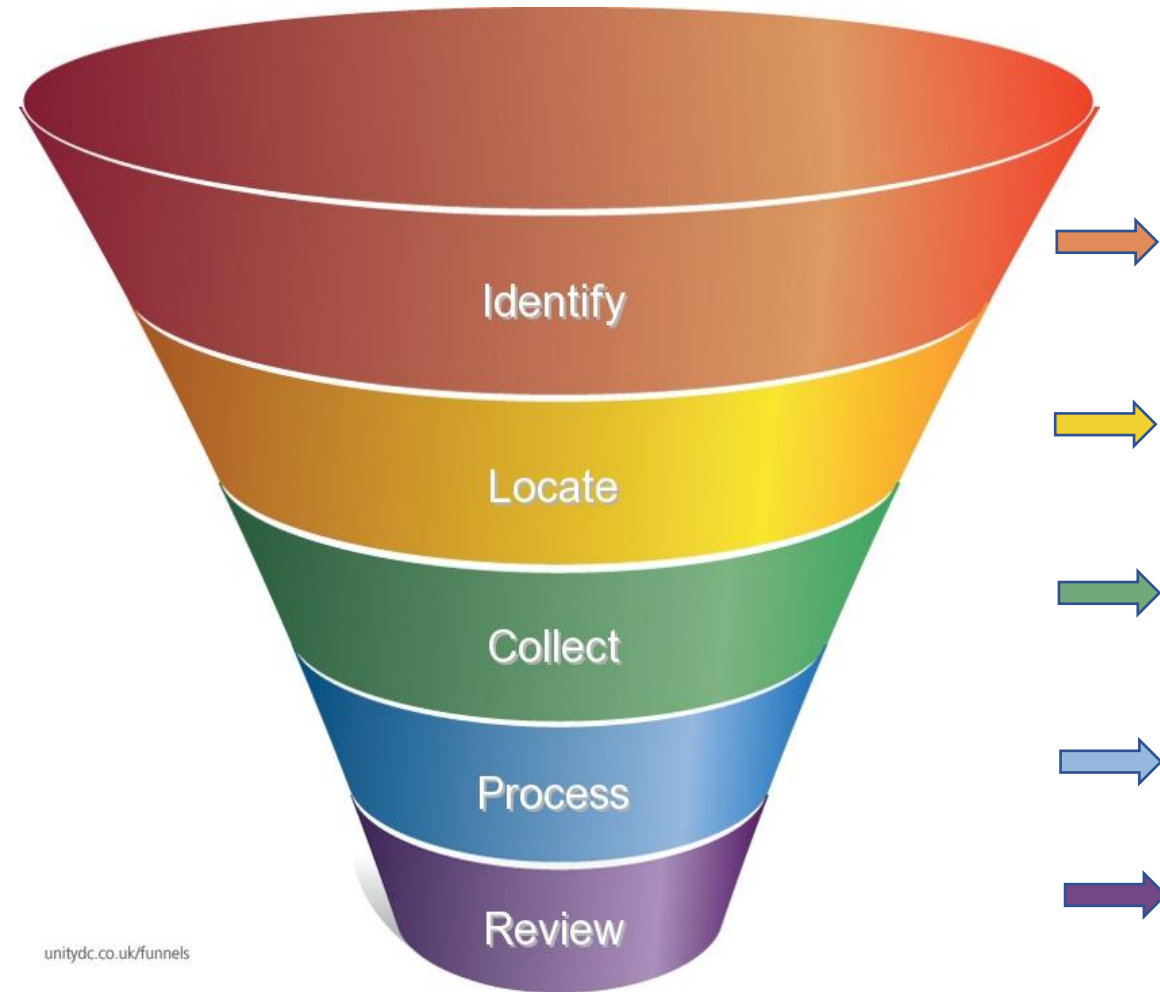 Identify
Locate
Collect
Process
Review
unitydc.co.uk/funnels